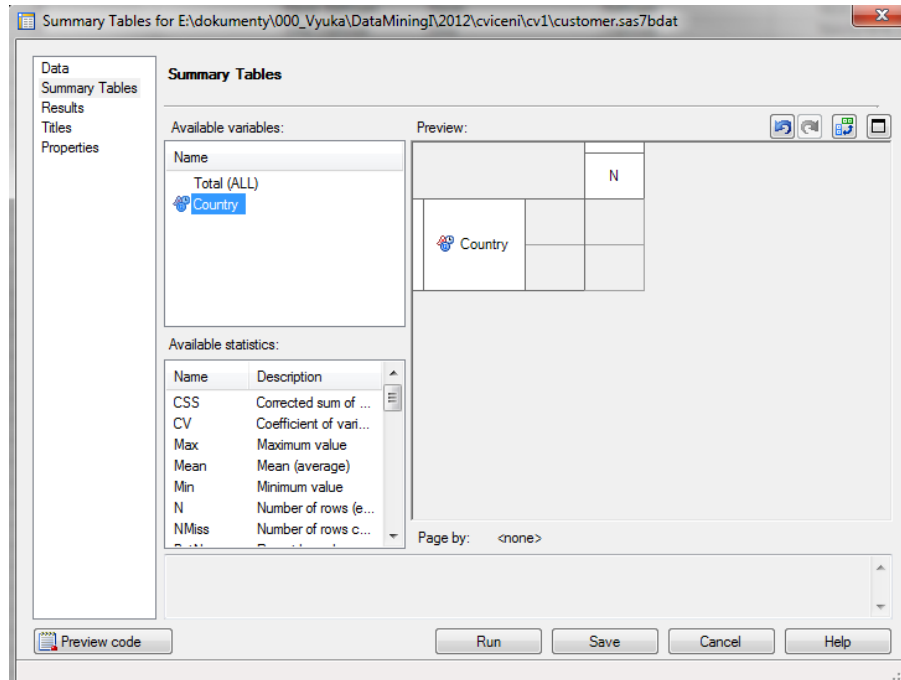 Summary Tables for E:\dokumenty\000_Vyuka\DataMiningI\2012\cviceni\cv1\customer.sas7bdat
x
Data
Summary Tables
Results
Titles
Properties
Summary Tables
Available variables:
Name
Total (ALL)
Country
Preview:
N
Country
Available statistics:
Name Description
CSS Corrected sum of ...
CV Coefficient of vari...
Max Maximum value
Mean Mean (average)
Min Minimum value
N Number of rows (e...
NMiss Number of rows c...
Page by: <none>
Preview code
Run
Save
Cancel
Help